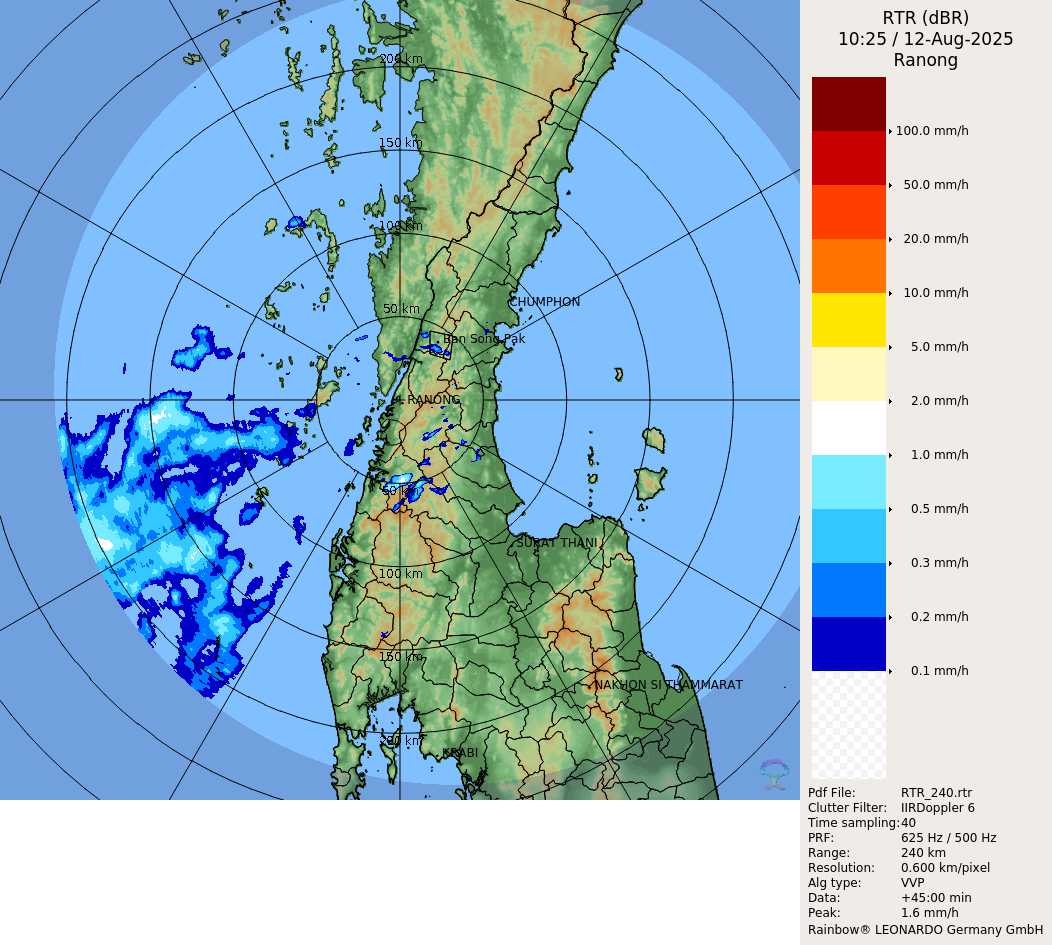 RTR (dBR)
10:25 / 12-Aug-2025
Ranong
200 km
150 km
100 km
50 km
CHUMPHON
Ban Song Pak
RANONG
50 km
SURAT THANI
100 km
150 km
NAKHON SI THAMMARAT
200 km
KRABI
100.0 mm/h
50.0 mm/h
20.0 mm/h
10.0 mm/h
5.0 mm/h
2.0 mm/h
1.0 mm/h
0.5 mm/h
0.3 mm/h
0.2 mm/h
0.1 mm/h
Pdf File: RTR_240.rtr
Clutter Filter: IIRDoppler 6
Time sampling: 40
PRF: 625 Hz / 500 Hz
Range: 240 km
Resolution: 0.600 km/pixel
Alg type: VVP
Data: +45:00 min
Peak: 1.6 mm/h
Rainbow® LEONARDO Germany GmbH